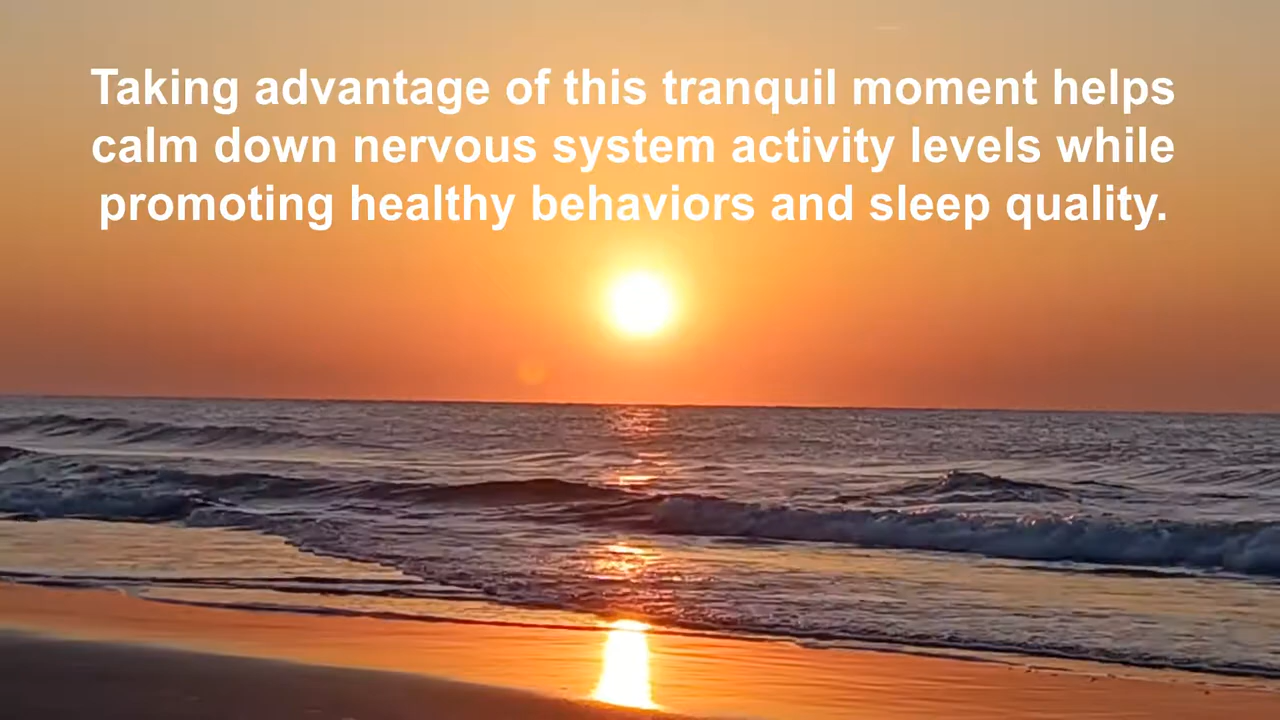 Taking advantage of this tranquil moment helps
calm down nervous system activity levels while
promoting healthy behaviors and sleep quality.